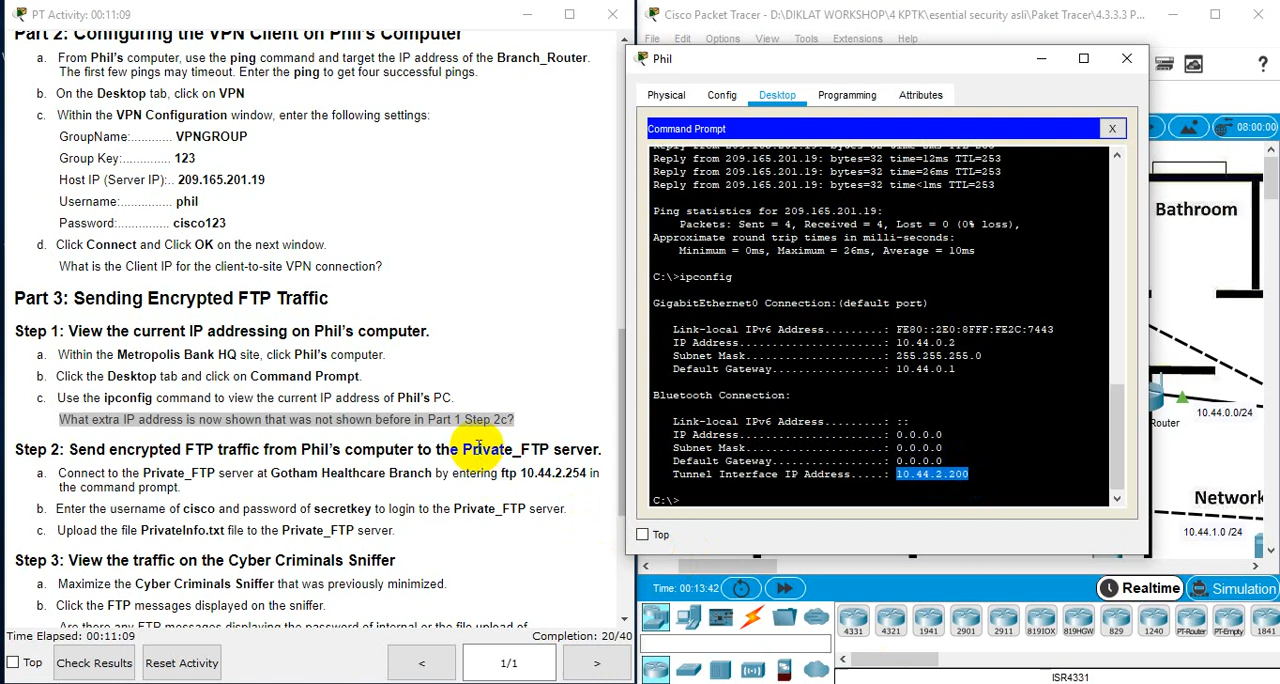 PT Activity: 00:11:09
Part 2: Configuring the VPN Client on Phil's Computer
a. From Phil's computer, use the ping command and target the IP address of the Branch_Router.
The first few pings may timeout. Enter the ping to get four successful pings.
b. On the Desktop tab, click on VPN
c. Within the VPN Configuration window, enter the following settings:
GroupName:............ VPNGROUP
Group Key:............. 123
Host IP (Server IP):.. 209.165.201.19
Username:............... phil
Password:............... cisco123
d. Click Connect and Click OK on the next window.
What is the Client IP for the client-to-site VPN connection?
Part 3: Sending Encrypted FTP Traffic
Step 1: View the current IP addressing on Phil's computer.
a. Within the Metropolis Bank HQ site, click Phil's computer.
b. Click the Desktop tab and click on Command Prompt.
c. Use the ipconfig command to view the current IP address of Phil's PC.
What extra IP address is now shown that was not shown before in Part 1 Step 2c?
Step 2: Send encrypted FTP traffic from Phil's computer to the Private_FTP server.
a. Connect to the Private_FTP server at Gotham Healthcare Branch by entering ftp 10.44.2.254 in
the command prompt.
b. Enter the username of cisco and password of secretkey to login to the Private_FTP server.
c. Upload the file PrivateInfo.txt file to the Private_FTP server.
Step 3: View the traffic on the Cyber Criminals Sniffer
a. Maximize the Cyber Criminals Sniffer that was previously minimized.
b. Click the FTP messages displayed on the sniffer.
Are there any FTP messages displaying the password of internal or the file upload of
Time Elapsed: 00:11:09
Completion: 20/40
Top
Check Results
Reset Activity
<
1/1
>
Cisco Packet Tracer - D:\DIKLAT WORKSHOP\4 KPTK\esential security asli\Paket Tracer\4.3.3.3 P...
File Edit Options View Tools Extensions Help
Phil
Physical Config Desktop Programming Attributes
Command Prompt
X
Reply from 209.165.201.19: bytes=32 time=12ms TTL=253
Reply from 209.165.201.19: bytes=32 time=26ms TTL=253
Reply from 209.165.201.19: bytes=32 time<1ms TTL=253
Ping statistics for 209.165.201.19:
Packets: Sent = 4, Received = 4, Lost = 0 (0% loss),
Approximate round trip times in milli-seconds:
Minimum = 0ms, Maximum = 26ms, Average = 10ms
C:\>ipconfig
GigabitEthernet0 Connection:(default port)
Link-local IPv6 Address.........: FE80::2E0:8FFF:FE2C:7443
IP Address......................: 10.44.0.2
Subnet Mask.....................: 255.255.255.0
Default Gateway.................: 10.44.0.1
Bluetooth Connection:
Link-local IPv6 Address.........: ::
IP Address......................: 0.0.0.0
Subnet Mask.....................: 0.0.0.0
Default Gateway.................: 0.0.0.0
Tunnel Interface IP Address.....: 10.44.2.200
C:\>
Top
08:00:00
Bathroom
10.44.0.0/24
Router
Network
10.44.1.0 /24
Time: 00:13:42
Realtime
Simulation
4331 4321 1941 2901 2911 819IOX 819HGW 829 1240 PT-Router PT-Empty 1841
ISR4331